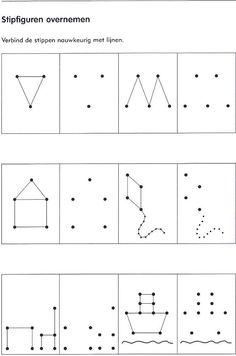 Stipfiguren overnemen
Verbind de stippen nauwkeurig met lijnen.